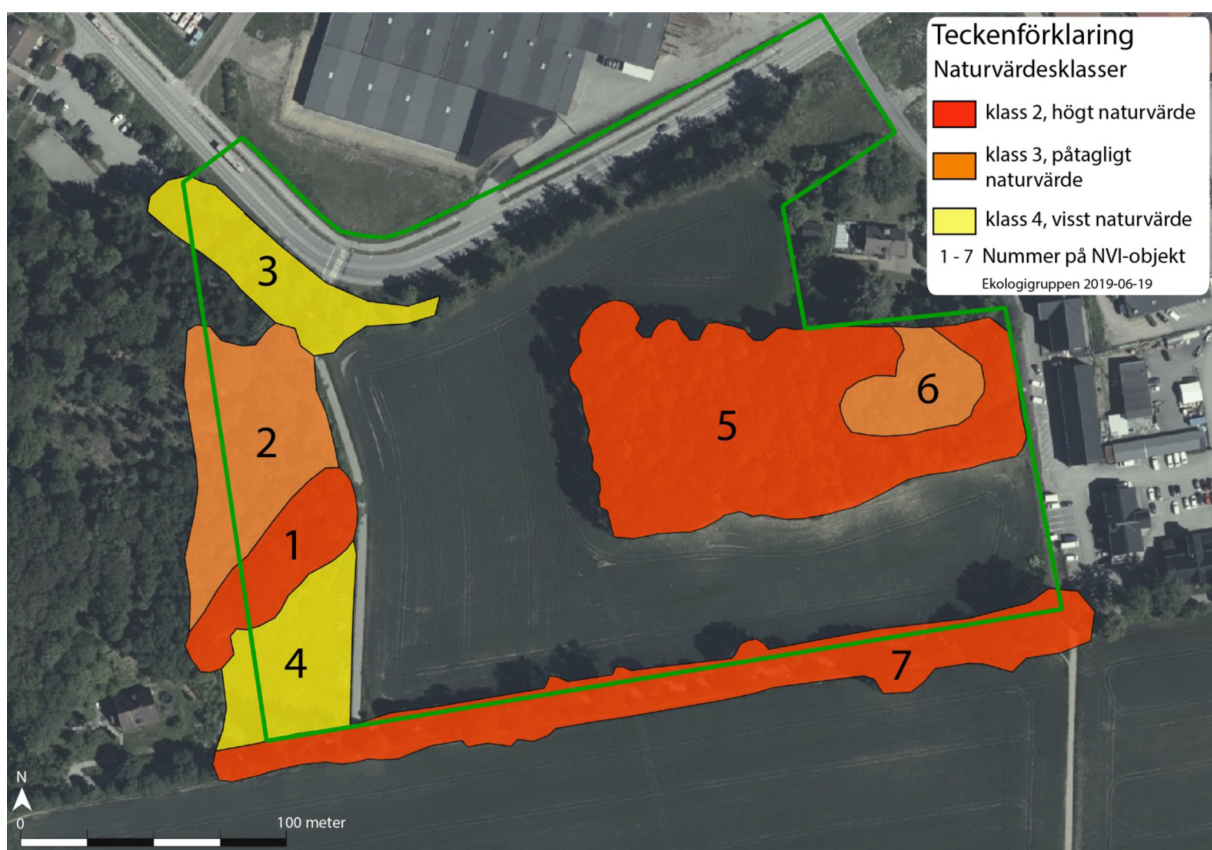 Teckenförklaring
Naturvärdesklasser
klass 2, högt naturvärde
klass 3, påtagligt
naturvärde
klass 4, visst naturvärde
1 - 7 Nummer på NVI-objekt
Ekologigruppen 2019-06-19
3
2
1
4
5
6
7
N
0
100 meter